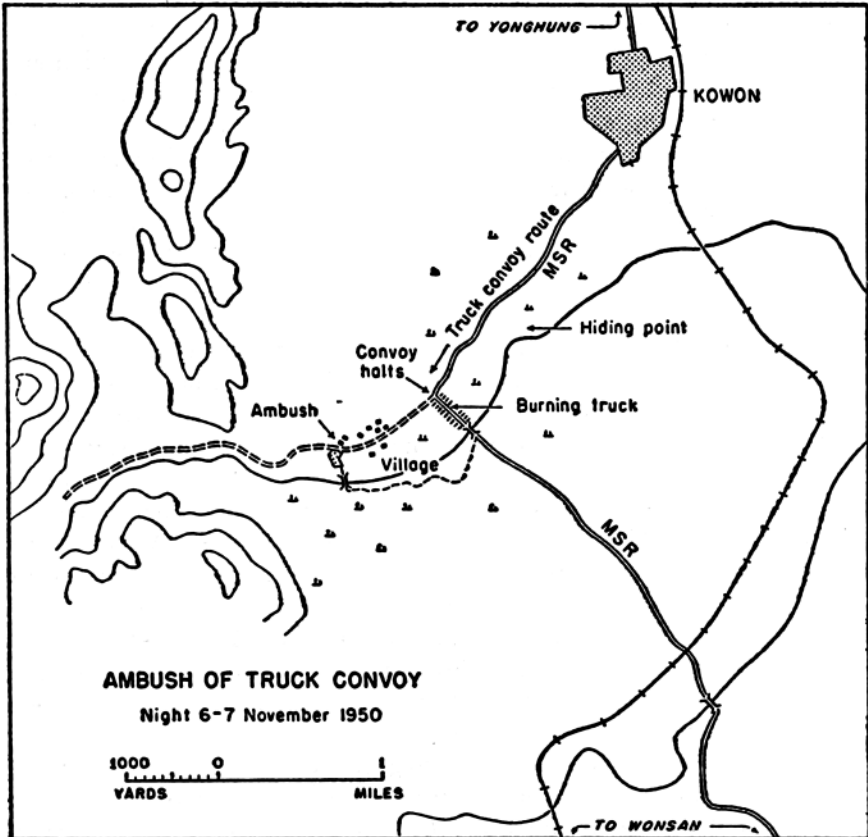 TO YONGHUNG
KOWON
Truck convoy route
MSR
Hiding point
Convoy
halts
Burning truck
Ambush
Village
MSR
AMBUSH OF TRUCK CONVOY
Night 6-7 November 1950
1000 0 1
YARDS MILES
TO WONSAN